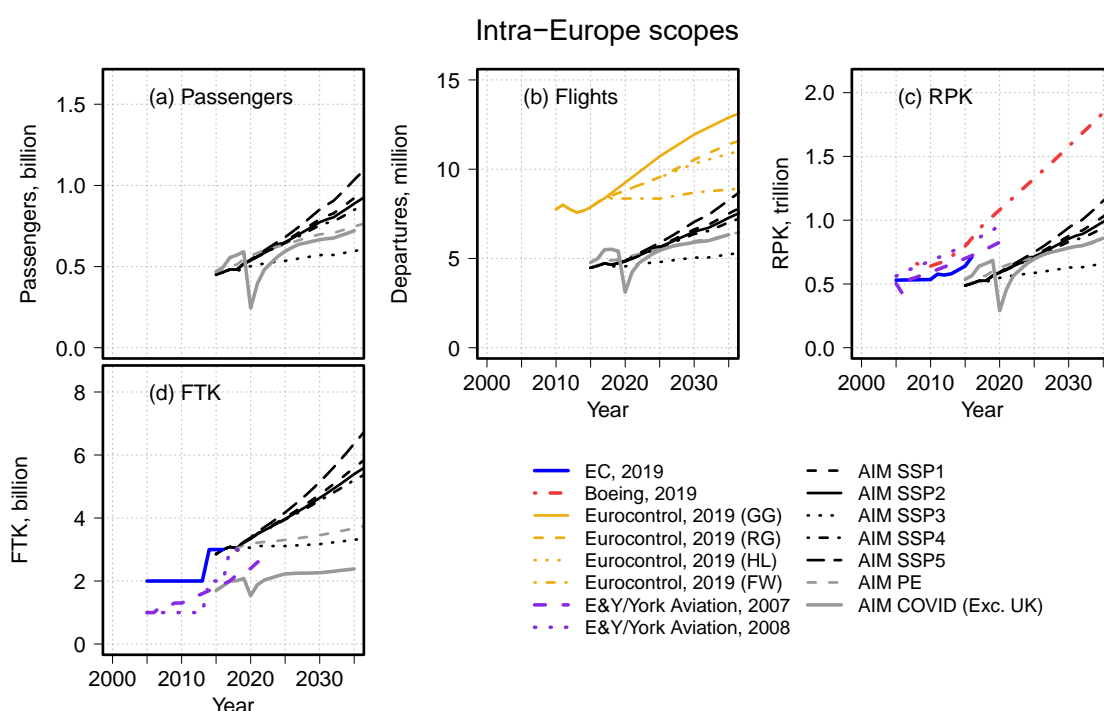 Intra−Europe scopes
(a) Passengers
Passengers, billion
0.0
0.5
1.0
1.5
(b) Flights
Departures, million
0
5
10
15
2000
2010
2020
2030
Year
(c) RPK
RPK, trillion
0.0
0.5
1.0
1.5
2.0
2000
2010
2020
2030
Year
(d) FTK
FTK, billion
0
2
4
6
8
2000
2010
2020
2030
Year
EC, 2019
Boeing, 2019
Eurocontrol, 2019 (GG)
Eurocontrol, 2019 (RG)
Eurocontrol, 2019 (HL)
Eurocontrol, 2019 (FW)
E&Y/York Aviation, 2007
E&Y/York Aviation, 2008
AIM SSP1
AIM SSP2
AIM SSP3
AIM SSP4
AIM SSP5
AIM PE
AIM COVID (Exc. UK)